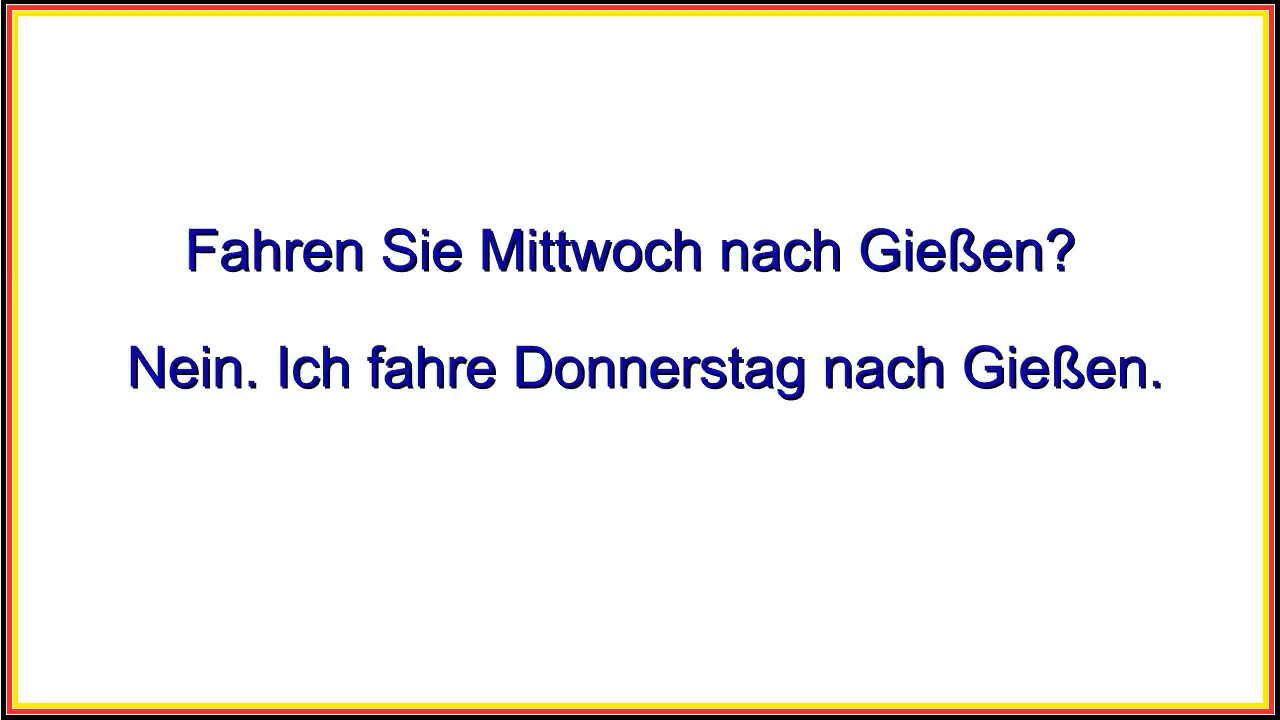 Fahren Sie Mittwoch nach Gießen?
Nein. Ich fahre Donnerstag nach Gießen.